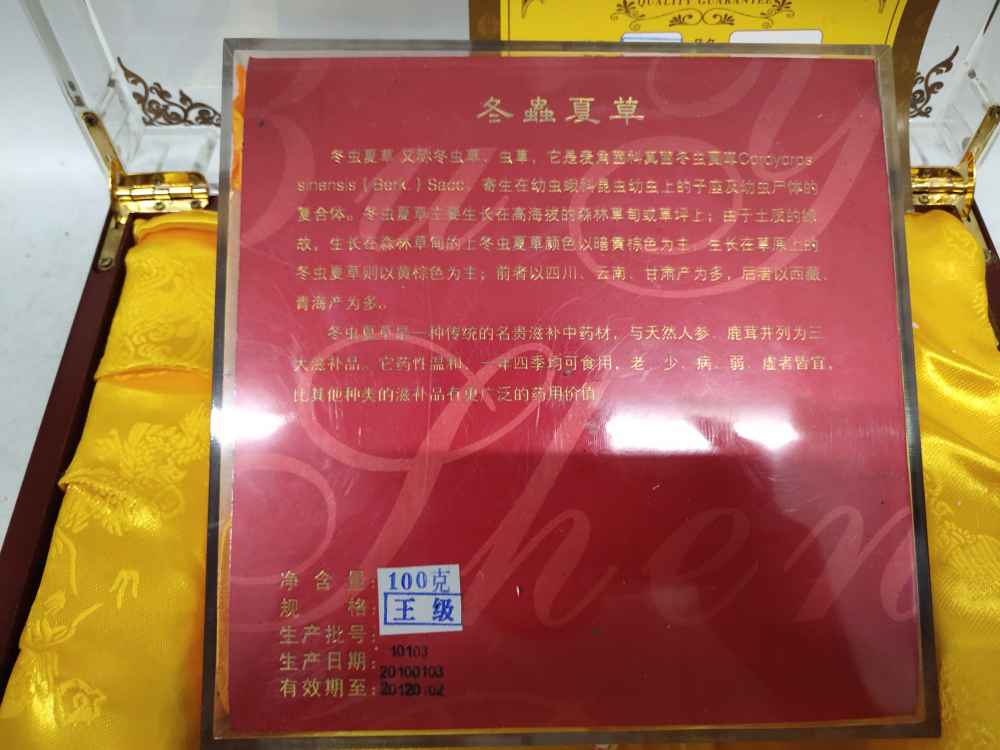 QUALITY GUARANTEE
冬蟲夏草
冬虫夏草 又称冬虫草、虫草，它是麦角菌科真菌冬虫夏草Cordyceps
sinensis（Berk.）Sacc．寄生在幼虫蛾科昆虫幼虫上的子座及幼虫尸体的
复合体。冬虫夏草主要生长在高海拔的森林草甸或草坪上；由于土质的缘
故，生长在森林草甸的上冬虫夏草颜色以暗黄棕色为主，生长在草原上的
冬虫夏草则以黄棕色为主；前者以四川、云南、甘肃产为多，后者以西藏、
青海产为多。
冬虫夏草是一种传统的名贵滋补中药材，与天然人参、鹿茸并列为三
大滋补品。它药性温和，一年四季均可食用，老、少、病、弱、虚者皆宜，
比其他种类的滋补品有更广泛的药用价值
Shen
净含量：100克
规格：王级
生产批号：10103
生产日期：20100103
有效期至：